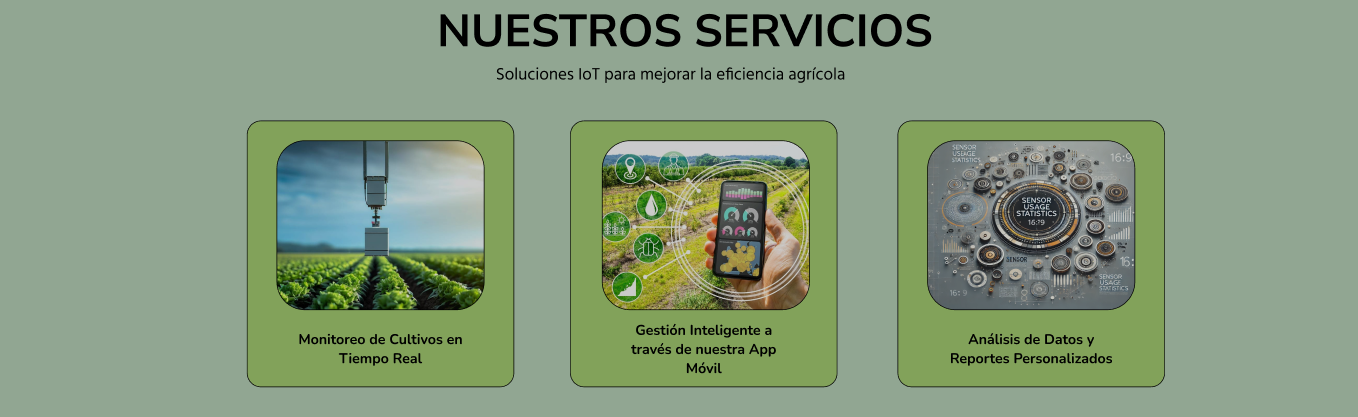 NUESTROS SERVICIOS
Soluciones IoT para mejorar la eficiencia agrícola
SENSOR
USAGE
STATISTICS
16:9
SENSOR
USAGE
STATISTICS
16:9
SENSOR
16:
SENSOR
USAGE
STATISTICS
16: 9
Monitoreo de Cultivos en
Tiempo Real
Gestión Inteligente a
través de nuestra App
Móvil
Análisis de Datos y
Reportes Personalizados